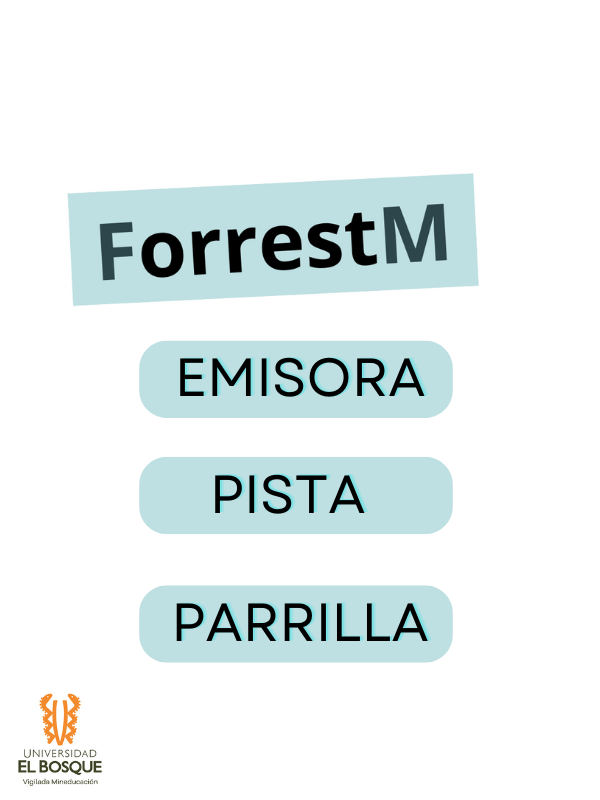 ForrestM
EMISORA
PISTA
PARRILLA
UNIVERSIDAD
EL BOSQUE
Vigilada Mineducación